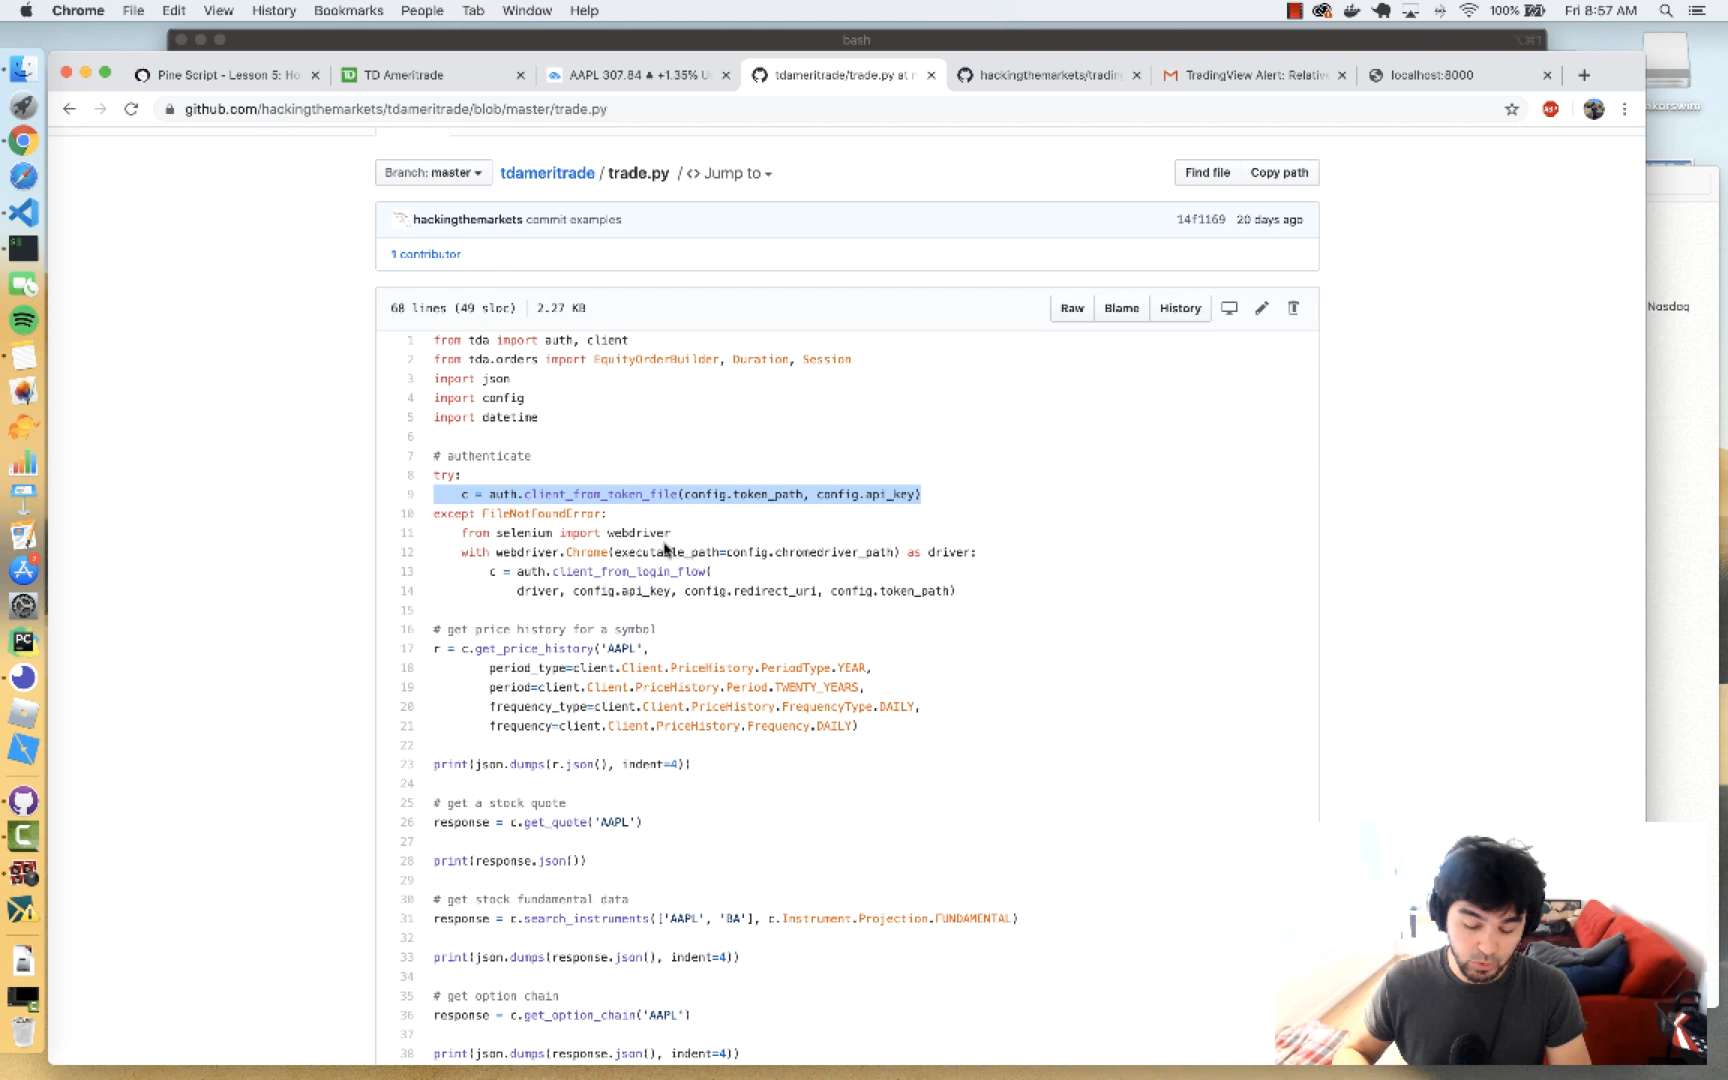 Chrome File Edit View History Bookmarks People Tab Window Help
100% Fri 8:57 AM
bash
Pine Script - Lesson 5: Ho
TD Ameritrade
AAPL 307.84 ▲ +1.35% U
tdameritrade/trade.py at m
hackingthemarkets/trading
TradingView Alert: Relativ
localhost:8000
github.com/hackingthemarkets/tdameritrade/blob/master/trade.py
Branch: master
tdameritrade / trade.py / <> Jump to
Find file Copy path
hackingthemarkets commit examples
14f1169 20 days ago
1 contributor
68 lines (49 sloc) 2.27 KB
Raw Blame History
Nasdaq
1 from tda import auth, client
2 from tda.orders import EquityOrderBuilder, Duration, Session
3 import json
4 import config
5 import datetime
6
7 # authenticate
8 try:
9 c = auth.client_from_token_file(config.token_path, config.api_key)
10 except FileNotFoundError:
11 from selenium import webdriver
12 with webdriver.Chrome(executable_path=config.chromedriver_path) as driver:
13 c = auth.client_from_login_flow(
14 driver, config.api_key, config.redirect_uri, config.token_path)
15
16 # get price history for a symbol
17 r = c.get_price_history('AAPL',
18 period_type=client.Client.PriceHistory.PeriodType.YEAR,
19 period=client.Client.PriceHistory.Period.TWENTY_YEARS,
20 frequency_type=client.Client.PriceHistory.FrequencyType.DAILY,
21 frequency=client.Client.PriceHistory.Frequency.DAILY)
22
23 print(json.dumps(r.json(), indent=4))
24
25 # get a stock quote
26 response = c.get_quote('AAPL')
27
28 print(response.json())
29
30 # get stock fundamental data
31 response = c.search_instruments(['AAPL', 'BA'], c.Instrument.Projection.FUNDAMENTAL)
32
33 print(json.dumps(response.json(), indent=4))
34
35 # get option chain
36 response = c.get_option_chain('AAPL')
37
38 print(json.dumps(response.json(), indent=4))